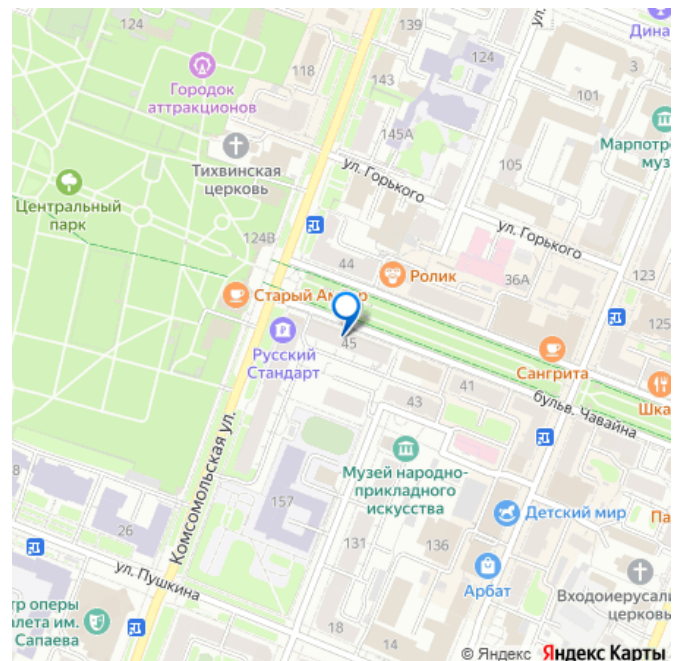 124
139
Дина
124
118
143
3
Городок
аттракционов
101
145А
Марпотр
муз
Тихвинская
церковь
ул. Горького
105
Центральный
парк
ул. Горького
124В
44
Ролик
36А
123
Старый Ам
р
125
45
Русский
Стандарт
Сангрита
41
Шка
43
бульв. Чавайна
Комсомольская ул.
Музей народно-
прикладного
искусства
8
157
Детский мир
Па
26
131
136
ул. Пушкина
Арбат
Входоиерусали
церковь
тр оперы
алета им.
Сапаева
18
14
© Яндекс Яндекс Карты